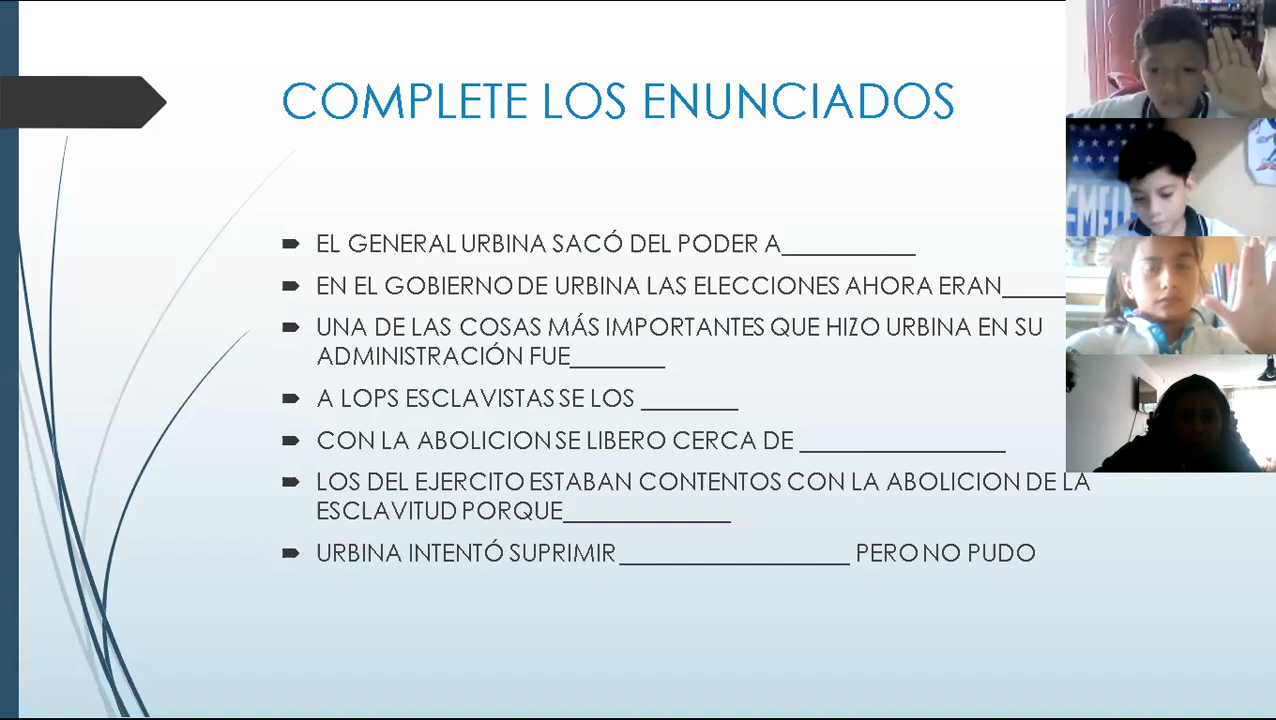 COMPLETE LOS ENUNCIADOS
EL GENERAL URBINA SACÓ DEL PODER A___________
EN EL GOBIERNO DE URBINA LAS ELECCIONES AHORA ERAN_____
UNA DE LAS COSAS MÁS IMPORTANTES QUE HIZO URBINA EN SU
ADMINISTRACIÓN FUE________
A LOPS ESCLAVISTAS SE LOS ________
CON LA ABOLICION SE LIBERO CERCA DE _________________
LOS DEL EJERCITO ESTABAN CONTENTOS CON LA ABOLICION DE LA
ESCLAVITUD PORQUE______________
URBINA INTENTÓ SUPRIMIR___________________ PERO NO PUDO